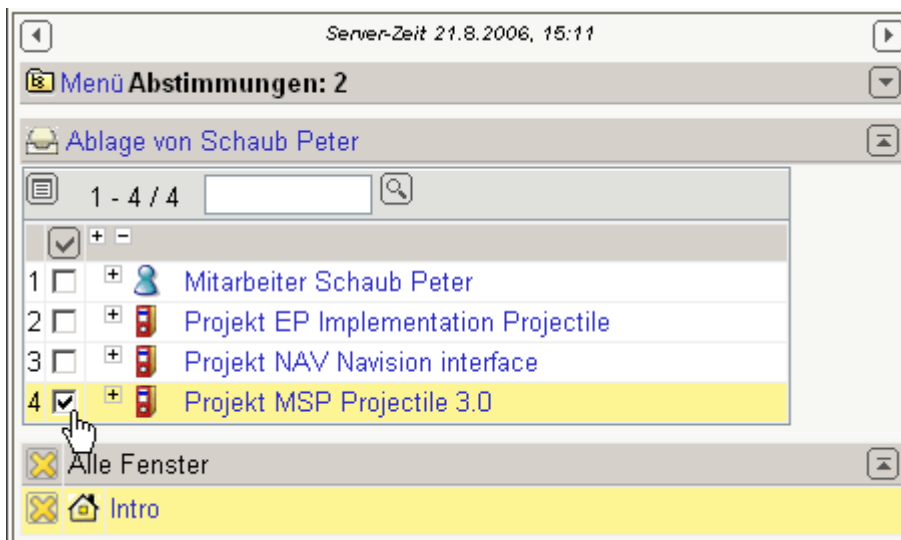 Server-Zeit 21.8.2006, 15:11
Menü Abstimmungen: 2
Ablage von Schaub Peter
1 - 4 / 4
1 Mitarbeiter Schaub Peter
2 Projekt EP Implementation Projectile
3 Projekt NAV Navision interface
4 Projekt MSP Projectile 3.0
Alle Fenster
Intro